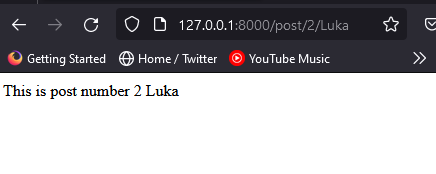 127.0.0.1:8000/post/2/Luka
Getting Started Home / Twitter YouTube Music
This is post number 2 Luka